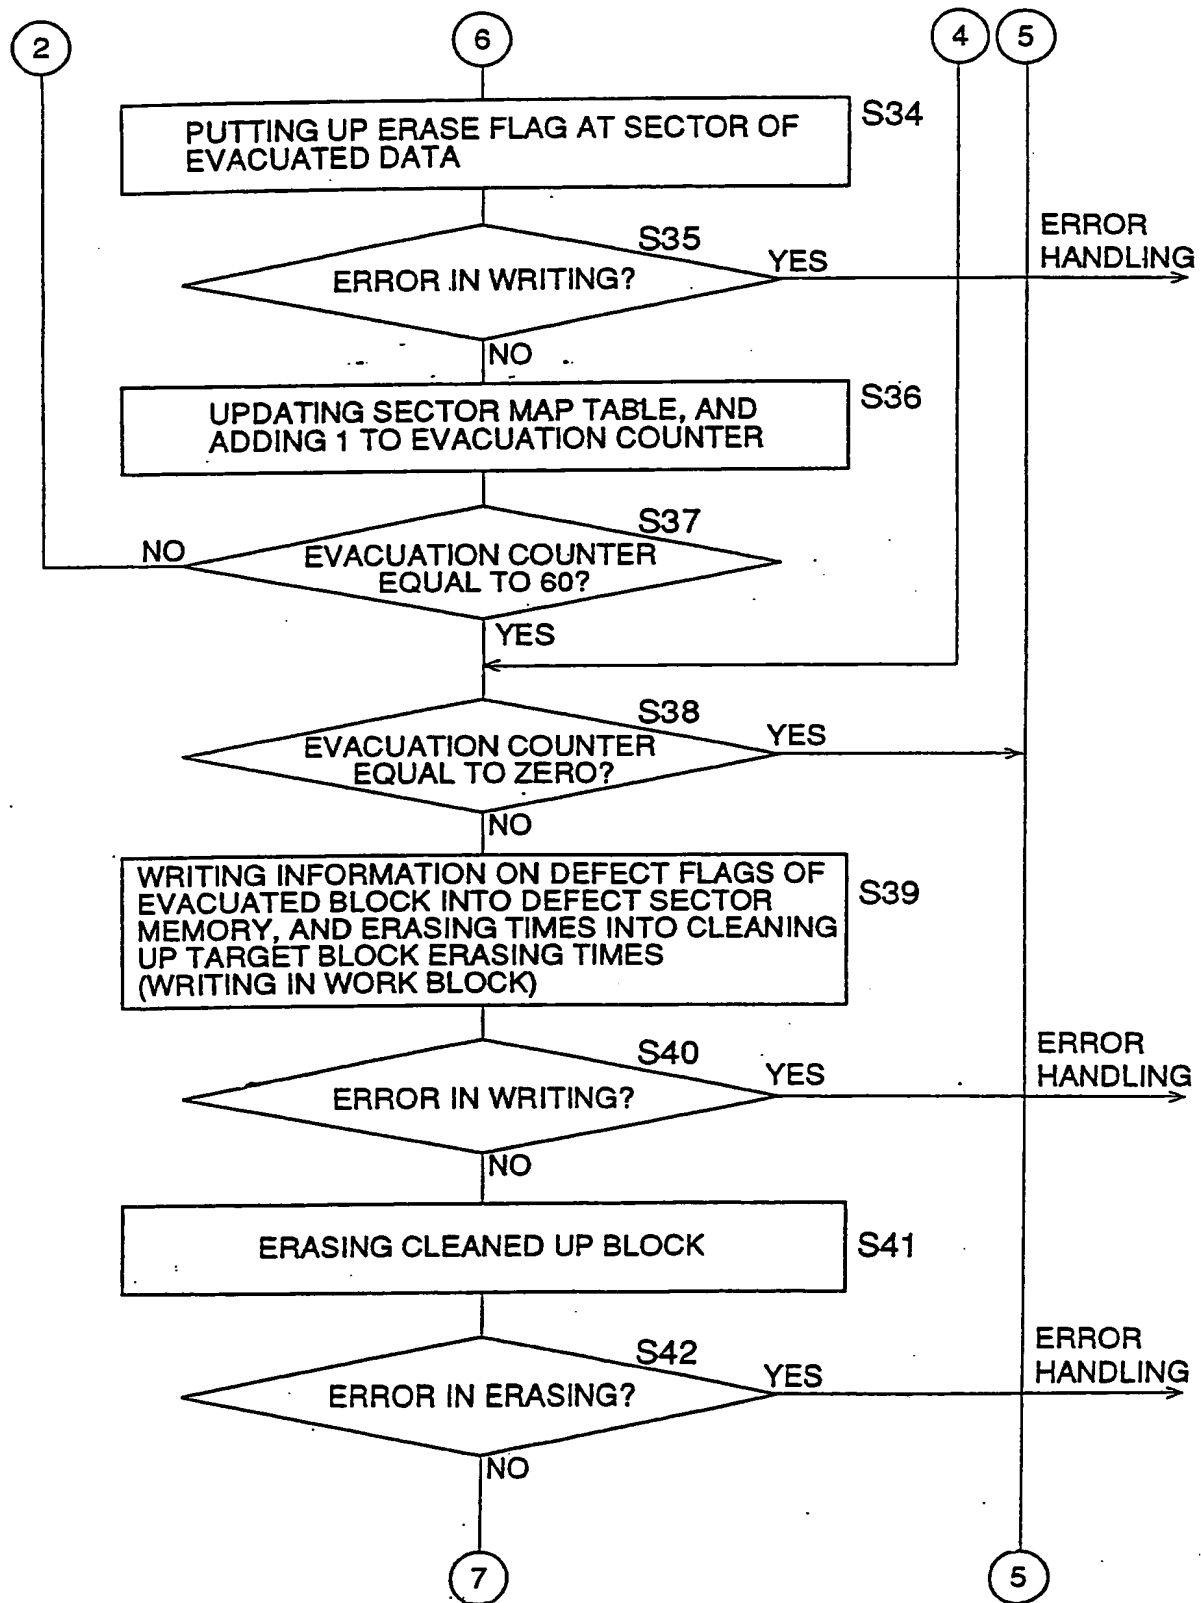 2
6
4
5
PUTTING UP ERASE FLAG AT SECTOR OF
EVACUATED DATA
S34
S35
ERROR IN WRITING?
YES
ERROR
HANDLING
NO
UPDATING SECTOR MAP TABLE, AND
ADDING 1 TO EVACUATION COUNTER
S36
S37
NO
EVACUATION COUNTER
EQUAL TO 60?
YES
S38
EVACUATION COUNTER
EQUAL TO ZERO?
YES
NO
WRITING INFORMATION ON DEFECT FLAGS OF
EVACUATED BLOCK INTO DEFECT SECTOR
MEMORY, AND ERASING TIMES INTO CLEANING
UP TARGET BLOCK ERASING TIMES
(WRITING IN WORK BLOCK)
S39
S40
ERROR IN WRITING?
YES
ERROR
HANDLING
NO
ERASING CLEANED UP BLOCK
S41
S42
ERROR IN ERASING?
YES
ERROR
HANDLING
NO
7
5